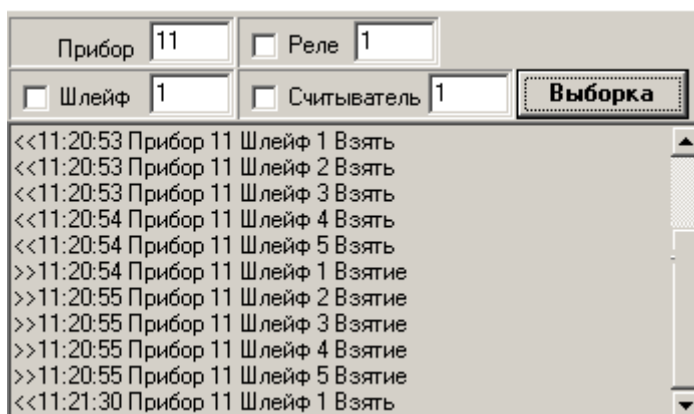 Прибор 11 Реле 1
Шлейф 1 Считыватель 1 Выборка
<<11:20:53 Прибор 11 Шлейф 1 Взять
<<11:20:53 Прибор 11 Шлейф 2 Взять
<<11:20:53 Прибор 11 Шлейф 3 Взять
<<11:20:54 Прибор 11 Шлейф 4 Взять
<<11:20:54 Прибор 11 Шлейф 5 Взять
>>11:20:54 Прибор 11 Шлейф 1 Взятие
>>11:20:55 Прибор 11 Шлейф 2 Взятие
>>11:20:55 Прибор 11 Шлейф 3 Взятие
>>11:20:55 Прибор 11 Шлейф 4 Взятие
>>11:20:55 Прибор 11 Шлейф 5 Взятие
<<11:21:30 Прибор 11 Шлейф 1 Взять